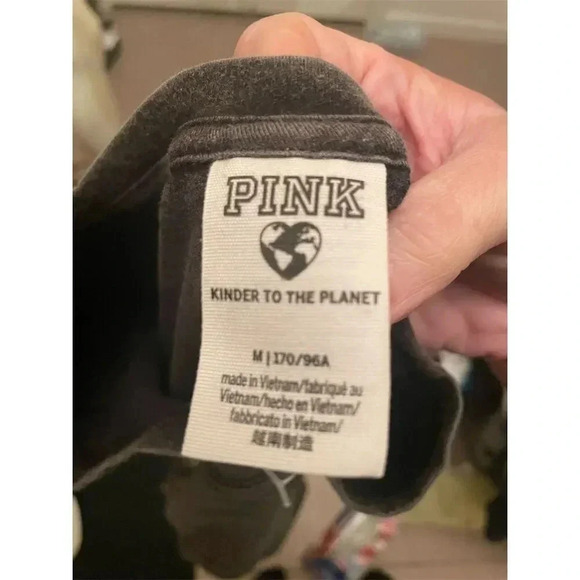 PINK
KINDER TO THE PLANET
M | 170/96A
made in Vietnam/fabriqué au
Vietnam/hecho en Vietnam/
fabbricato in Vietnam/
越南制造